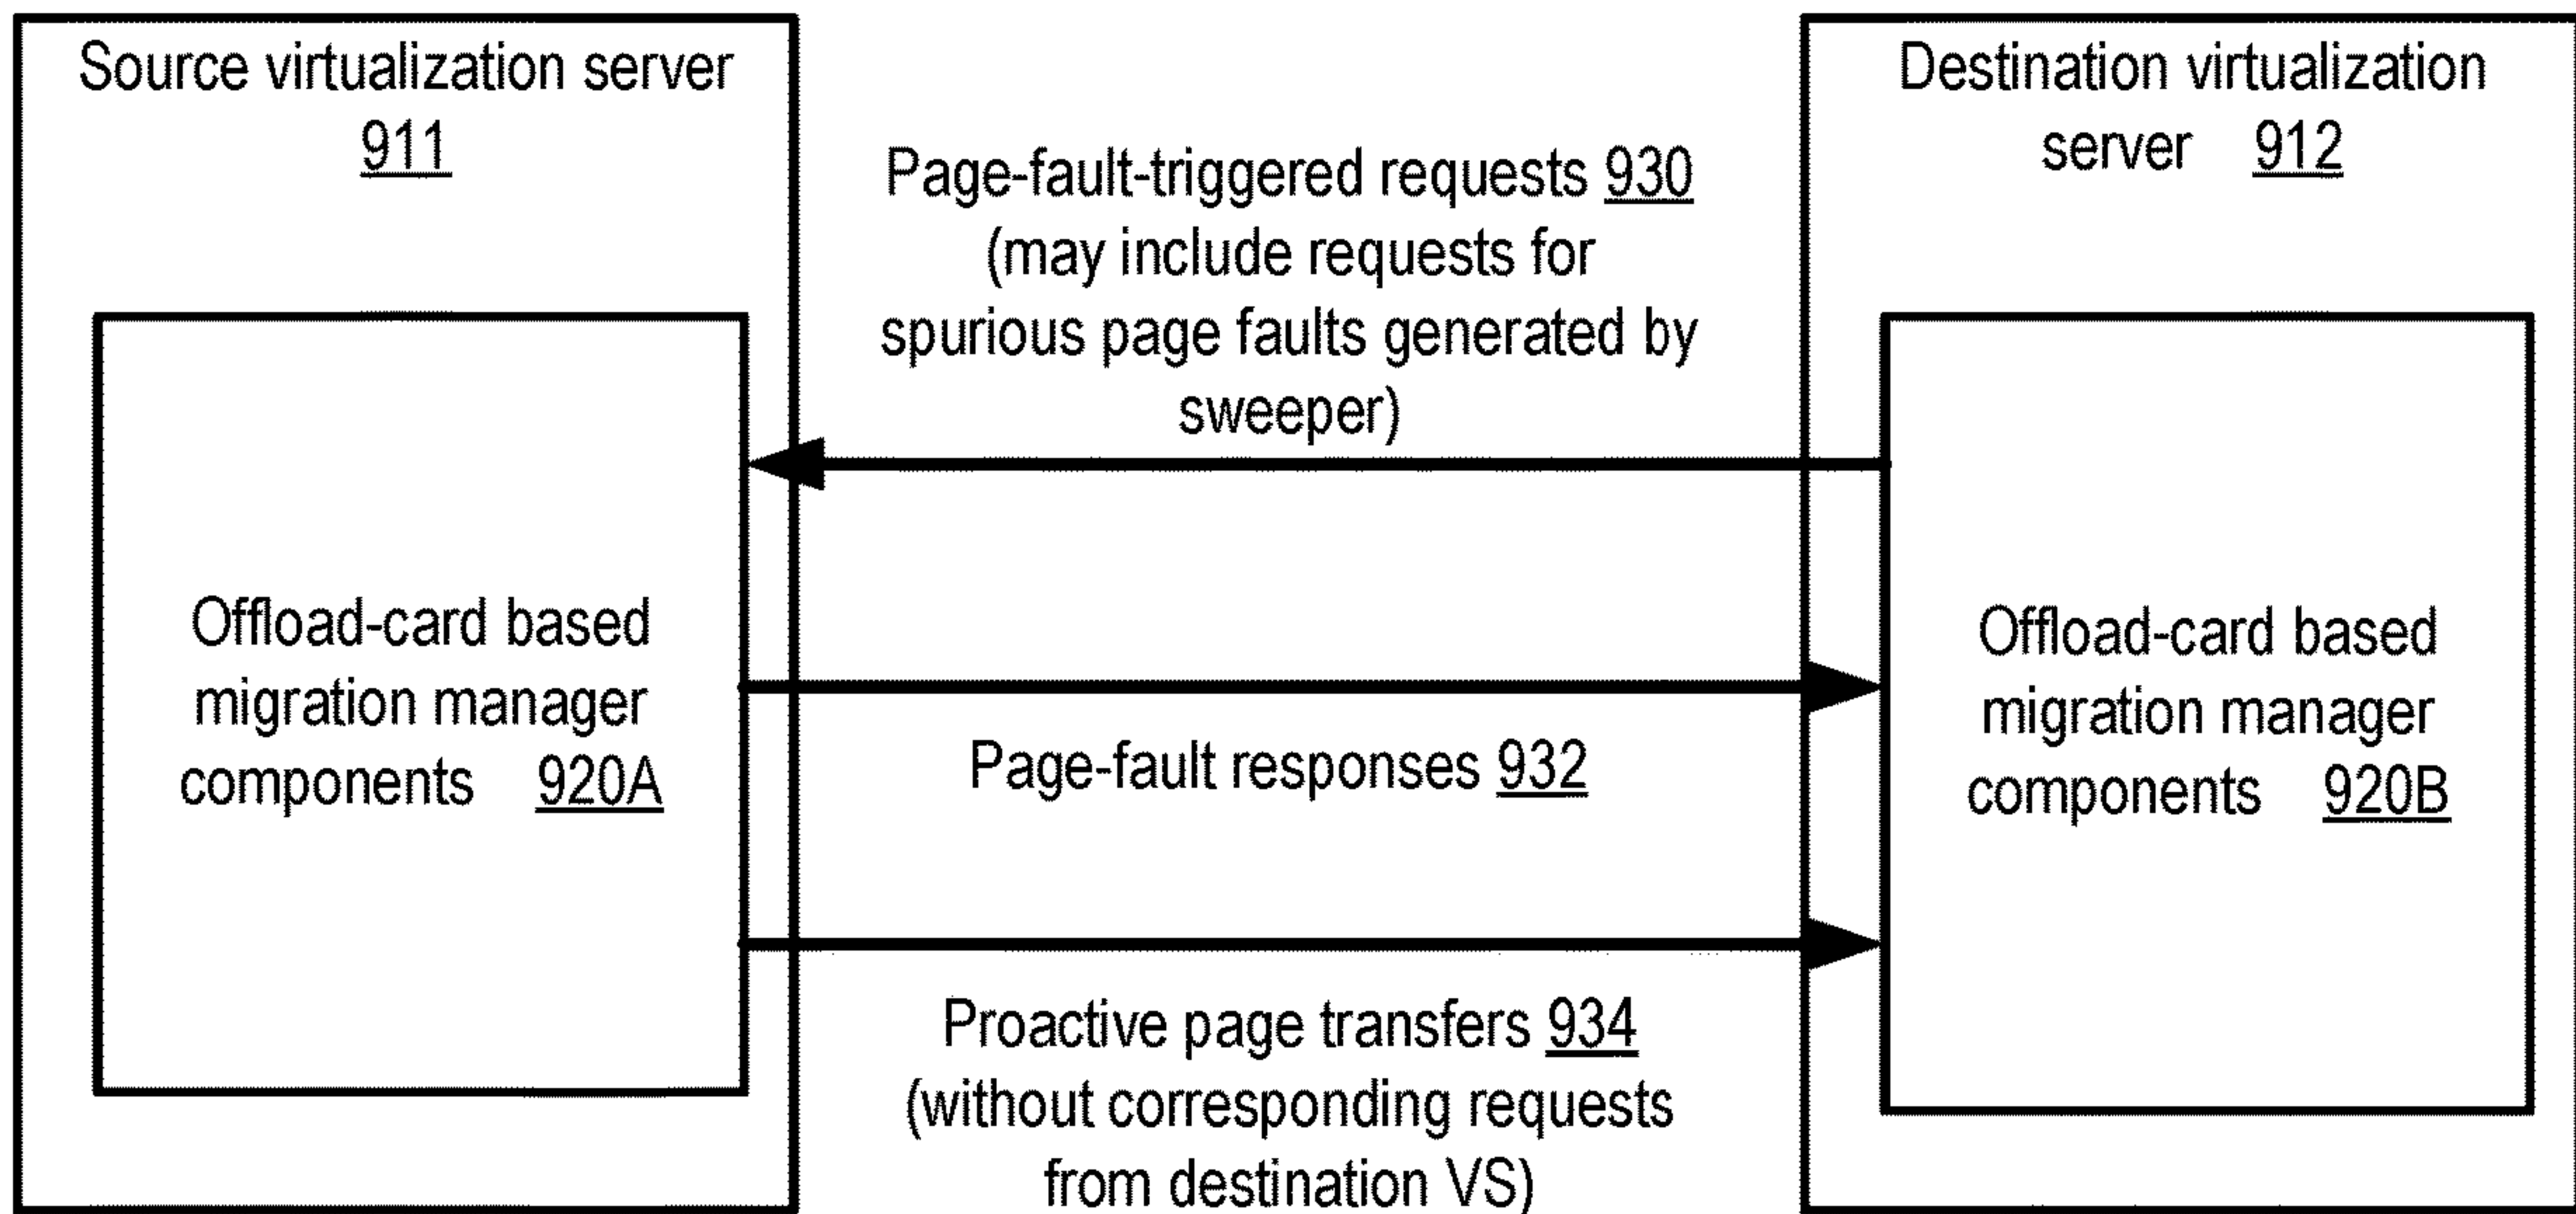 Source virtualization server
911
Offload-card based
migration manager
components 920A
Page-fault-triggered requests 930
(may include requests for
spurious page faults generated by
sweeper)
Page-fault responses 932
Proactive page transfers 934
(without corresponding requests
from destination VS)
Destination virtualization
server 912
Offload-card based
migration manager
components 920B